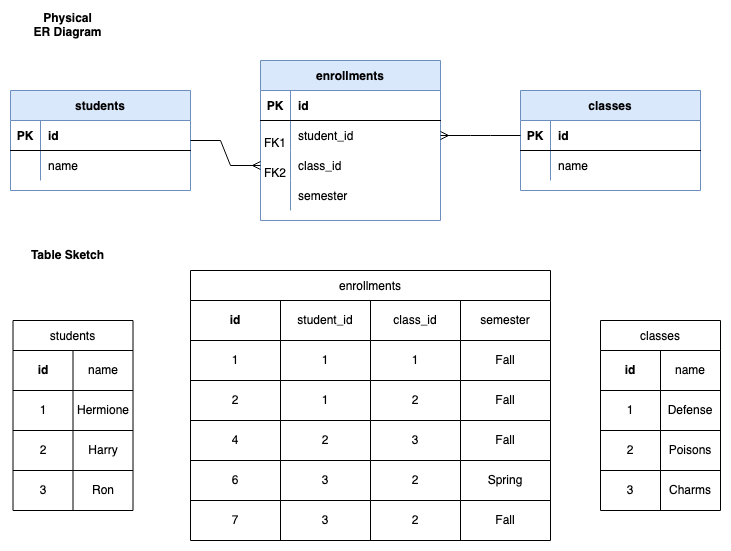 Physical
ER Diagram
students
PK id
name
enrollments
PK id
FK1 student_id
FK2 class_id
semester
classes
PK id
name
Table Sketch
students
id name
1 Hermione
2 Harry
3 Ron
enrollments
id student_id class_id semester
1 1 1 Fall
2 1 2 Fall
4 2 3 Fall
6 3 2 Spring
7 3 2 Fall
classes
id name
1 Defense
2 Poisons
3 Charms